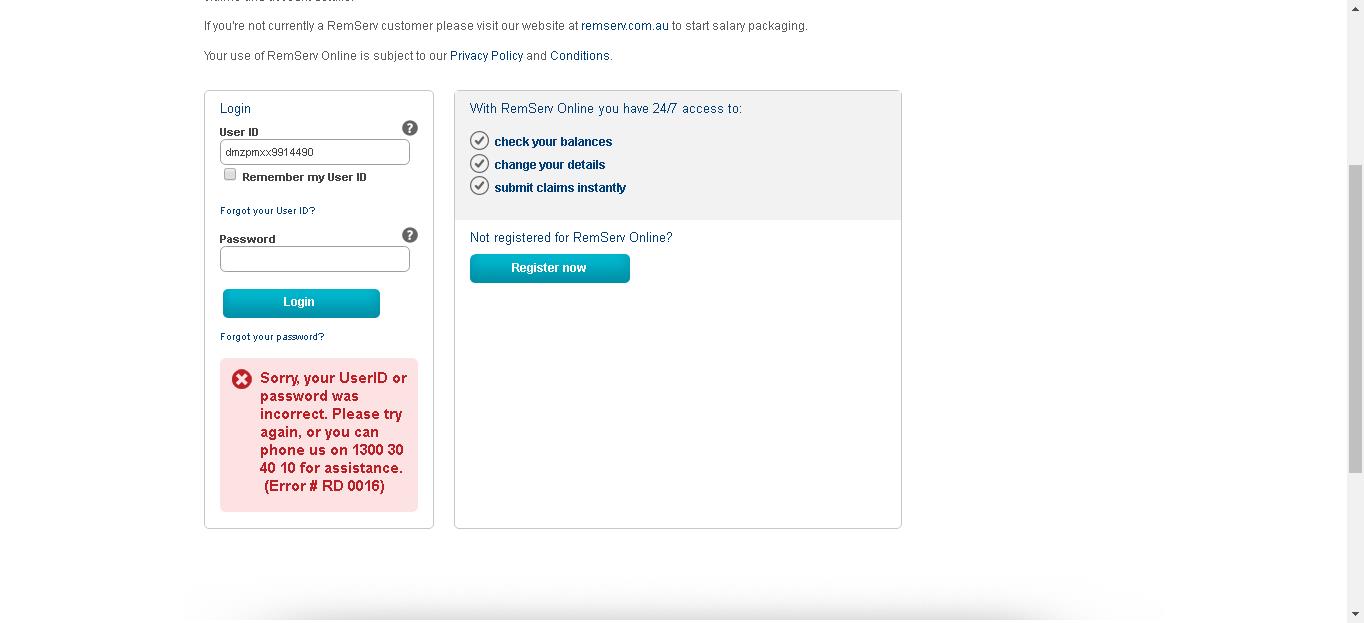 If you're not currently a RemServ customer please visit our website at remserv.com.au to start salary packaging.
Your use of RemServ Online is subject to our Privacy Policy and Conditions.
Login
User ID
?
dmzpmxx9914490
Remember my User ID
Forgot your User ID?
Password
?
Login
Forgot your password?
Sorry, your UserID or
password was
incorrect. Please try
again, or you can
phone us on 1300 30
40 10 for assistance.
(Error # RD 0016)
With RemServ Online you have 24/7 access to:
check your balances
change your details
submit claims instantly
Not registered for RemServ Online?
Register now